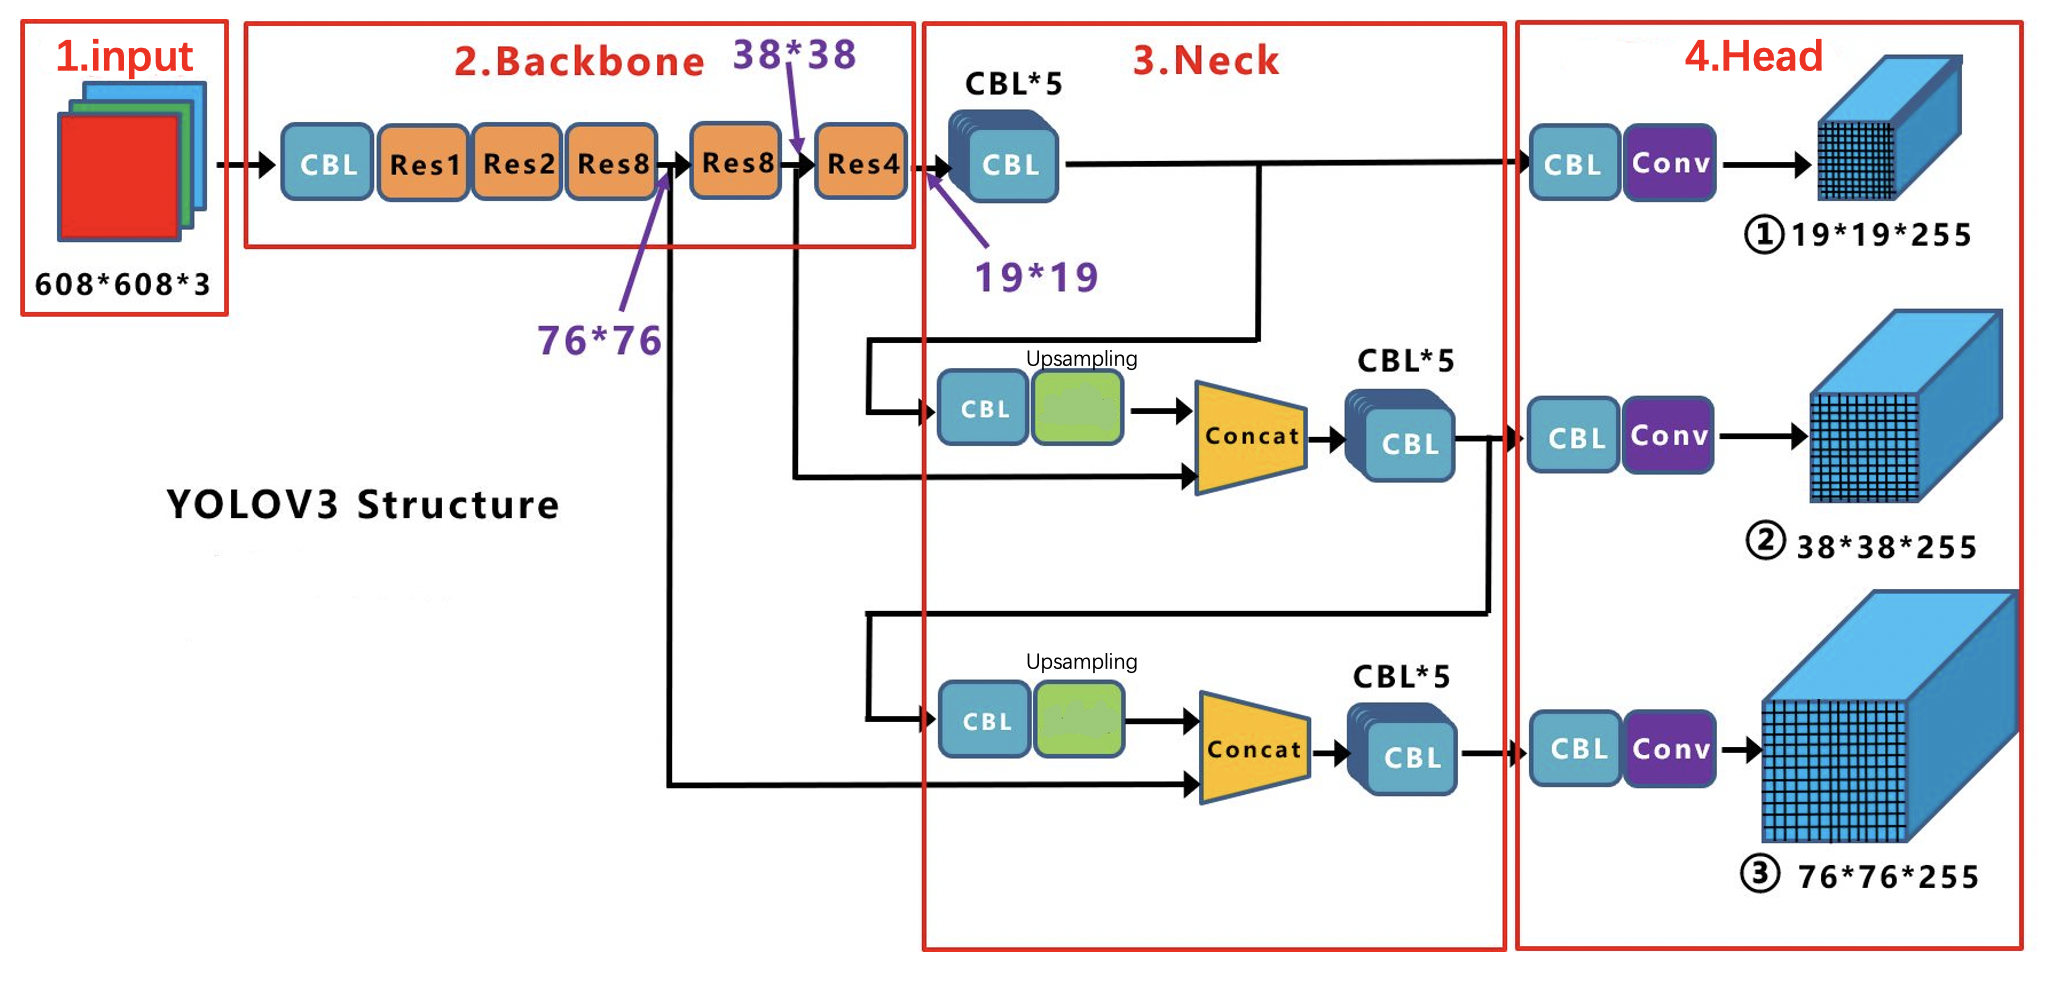 1.input
608*608*3
2.Backbone
38*38
CBL
Res1
Res2
Res8
Res8
Res4
76*76
3.Neck
CBL*5
CBL
19*19
Upsampling
CBL
Concat
CBL*5
CBL
Upsampling
CBL
Concat
CBL*5
CBL
4.Head
CBL
Conv
①19*19*255
CBL
Conv
② 38*38*255
CBL
Conv
③ 76*76*255
YOLOV3 Structure